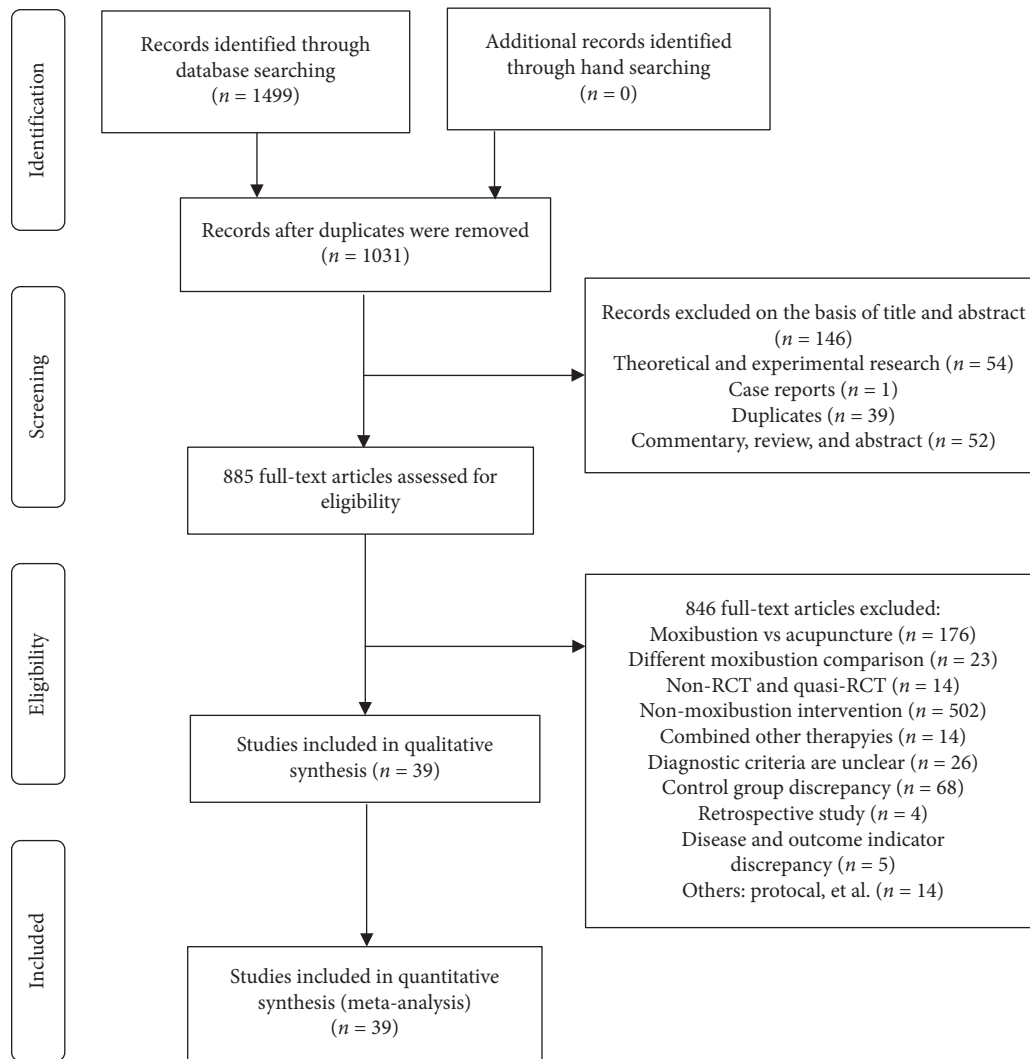 Identification
Records identified through
database searching
(n = 1499)
Additional records identified
through hand searching
(n = 0)
Records after duplicates were removed
(n = 1031)
Screening
Records excluded on the basis of title and abstract
(n = 146)
Theoretical and experimental research (n = 54)
Case reports (n = 1)
Duplicates (n = 39)
Commentary, review, and abstract (n = 52)
885 full-text articles assessed for
eligibility
Eligibility
846 full-text articles excluded:
Moxibustion vs acupuncture (n = 176)
Different moxibustion comparison (n = 23)
Non-RCT and quasi-RCT (n = 14)
Non-moxibustion intervention (n = 502)
Combined other therapyies (n = 14)
Diagnostic criteria are unclear (n = 26)
Control group discrepancy (n = 68)
Retrospective study (n = 4)
Disease and outcome indicator
discrepancy (n = 5)
Others: protocal, et al. (n = 14)
Studies included in qualitative
synthesis (n = 39)
Included
Studies included in quantitative
synthesis (meta-analysis)
(n = 39)